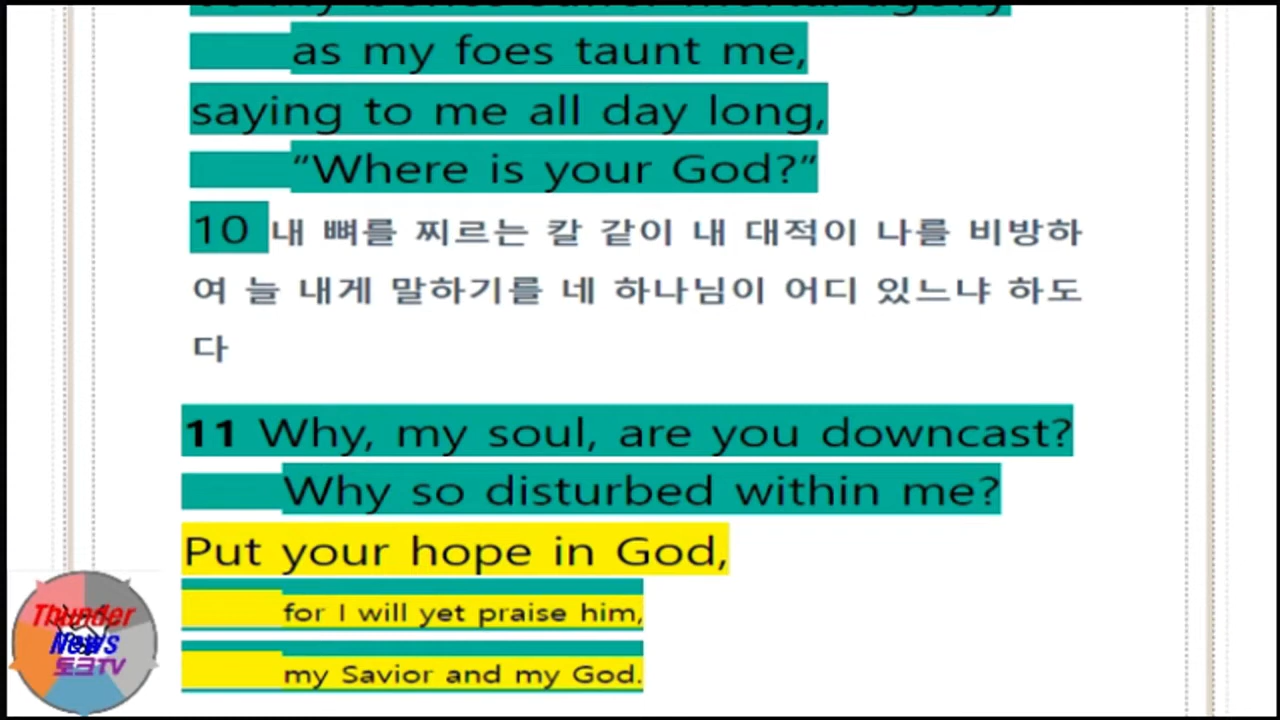 as my foes taunt me,
saying to me all day long,
“Where is your God?”
10 내 뼈를 찌르는 칼 같이 내 대적이 나를 비방하
여 늘 내게 말하기를 네 하나님이 어디 있느냐 하도
다
11 Why, my soul, are you downcast?
Why so disturbed within me?
Put your hope in God,
for I will yet praise him,
my Savior and my God.
Thunder
News
토크TV